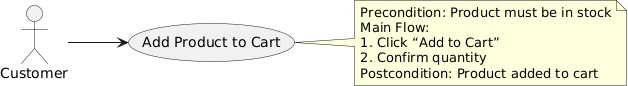 Customer
Add Product to Cart
Precondition: Product must be in stock
Main Flow:
1. Click “Add to Cart”
2. Confirm quantity
Postcondition: Product added to cart